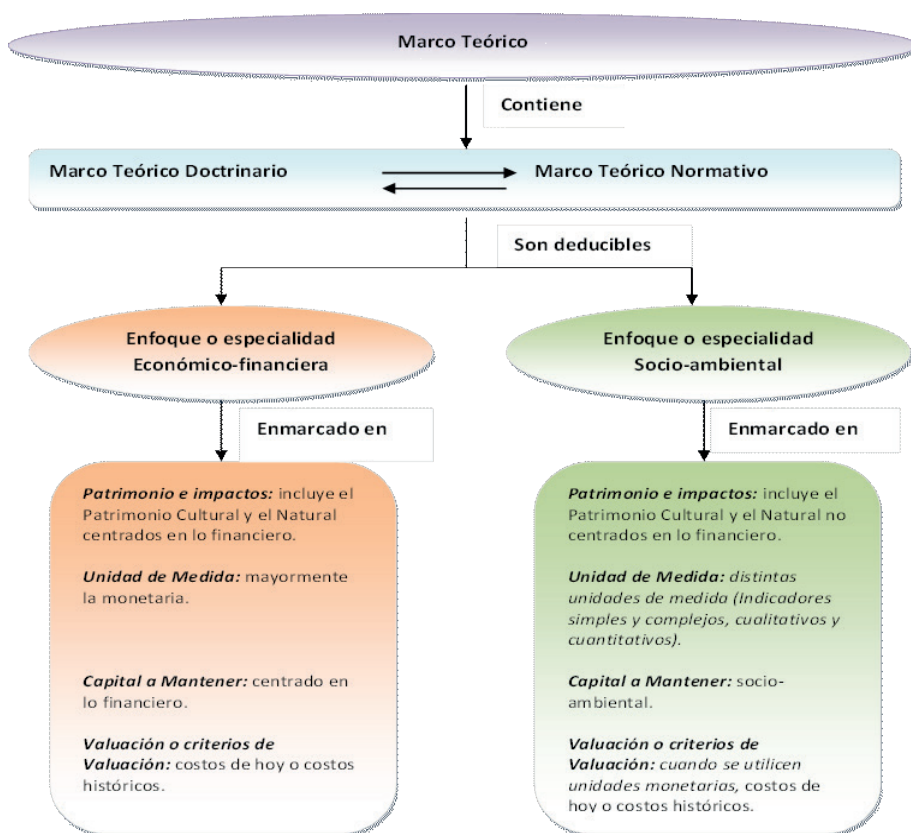 Marco Teórico
Contiene
Marco Teórico Doctrinario
Marco Teórico Normativo
Son deducibles
Enfoque o especialidad
Económico-financiera
Enmarcado en
Patrimonio e impactos: incluye el
Patrimonio Cultural y el Natural
centrados en lo financiero.
Unidad de Medida: mayormente
la monetaria.
Capital a Mantener: centrado en
lo financiero.
Valuación o criterios de
Valuación: costos de hoy o costos
históricos.
Enfoque o especialidad
Socio-ambiental
Enmarcado en
Patrimonio e impactos: incluye el
Patrimonio Cultural y el Natural no
centrados en lo financiero.
Unidad de Medida: distintas
unidades de medida (Indicadores
simples y complejos, cualitativos y
cuantitativos).
Capital a Mantener: socio-
ambiental.
Valuación o criterios de
Valuación: cuando se utilicen
unidades monetarias, costos de
hoy o costos históricos.